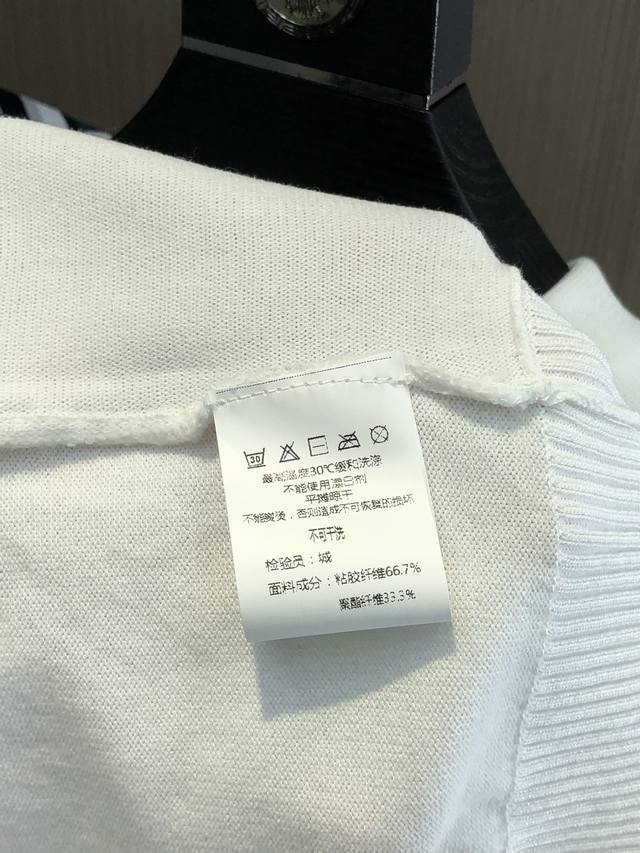 30
最高温度30℃缓和洗涤
不能使用漂白剂
平摊晾干
不能熨烫，否则造成不可恢复的损坏
不可干洗
检验员：城
面料成分：粘胶纤维66.7%
聚酯纤维33.3%